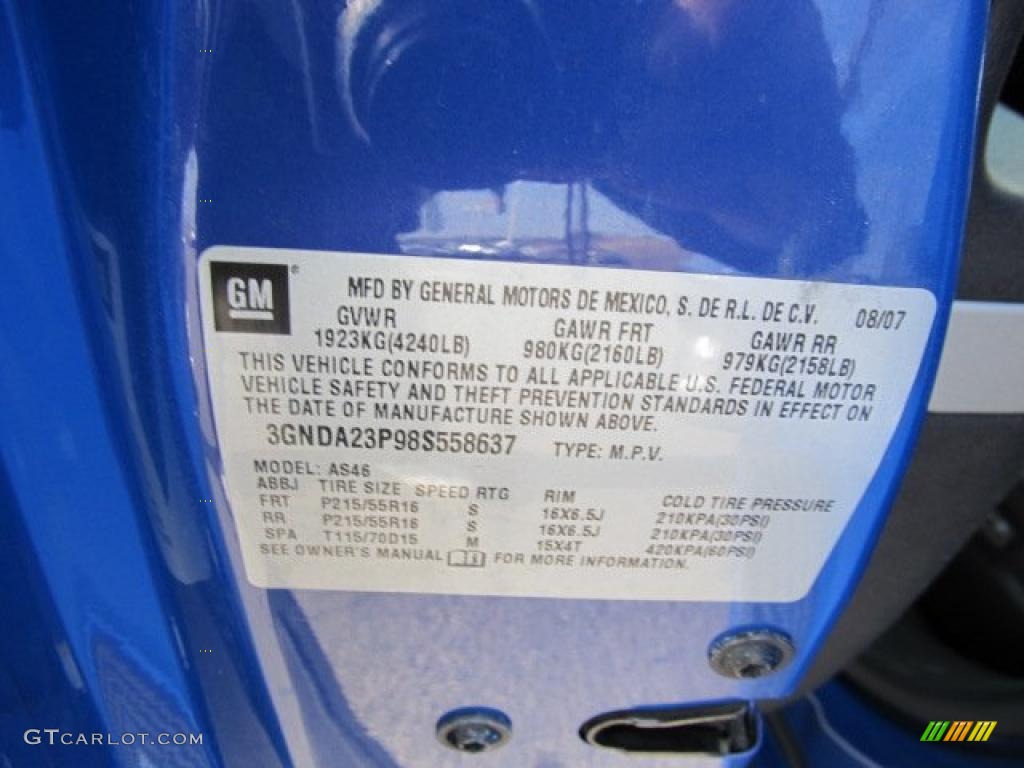 GM ®
MFD BY GENERAL MOTORS DE MEXICO, S. DE R.L. DE C.V. 08/07
GVWR GAWR FRT GAWR RR
1923KG(4240LB) 980KG(2160LB) 979KG(2158LB)
THIS VEHICLE CONFORMS TO ALL APPLICABLE U.S. FEDERAL MOTOR
VEHICLE SAFETY AND THEFT PREVENTION STANDARDS IN EFFECT ON
THE DATE OF MANUFACTURE SHOWN ABOVE.
3GNDA23P98S558637 TYPE: M.P.V.
MODEL: AS46
ABBJ TIRE SIZE SPEED RTG RIM COLD TIRE PRESSURE
FRT P215/55R16 S 16X6.5J 210KPA(30PSI)
RR P215/55R16 S 16X6.5J 210KPA(30PSI)
SPA T115/70D15 M 15X4T 420KPA(60PSI)
SEE OWNER'S MANUAL FOR MORE INFORMATION.
GTCARLOT.COM